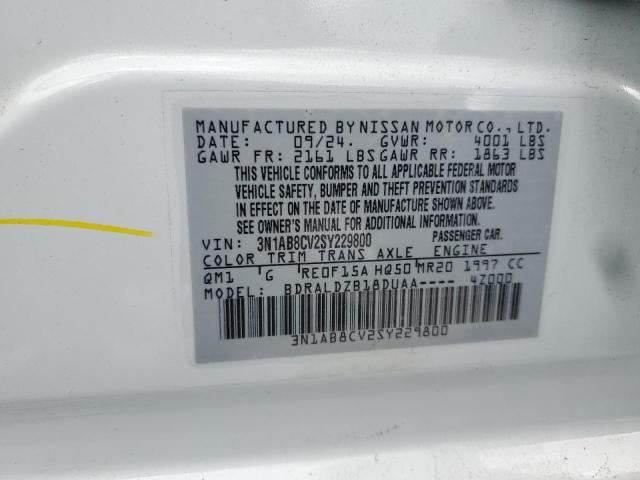 MANUFACTURED BY NISSAN MOTOR CO., LTD.
DATE: 09/24. GVWR: 4001 LBS
GAWR FR: 2161 LBS GAWR RR: 1863 LBS
THIS VEHICLE CONFORMS TO ALL APPLICABLE FEDERAL MOTOR
VEHICLE SAFETY, BUMPER AND THEFT PREVENTION STANDARDS
IN EFFECT ON THE DATE OF MANUFACTURE SHOWN ABOVE.
SEE OWNER'S MANUAL FOR ADDITIONAL INFORMATION.
VIN: 3N1AB8CV2SY229800 PASSENGER CAR.
COLOR TRIM TRANS AXLE ENGINE
QM1 G RE0F15A HQ50 MR20 1997 CC
MODEL: BDRALDZB18DUAA---- 4Z000
3N1AB8CV2SY229800